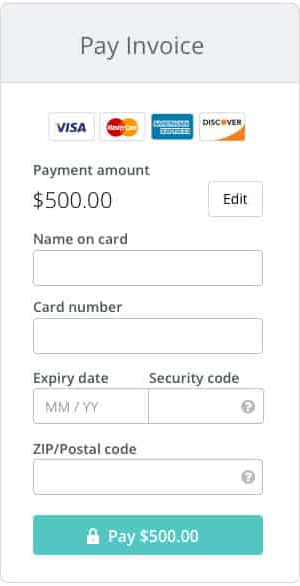 Pay Invoice
VISA MasterCard AMERICAN EXPRESS DISCOVER
Payment amount
$500.00 Edit
Name on card
Card number
Expiry date Security code
MM / YY ?
ZIP/Postal code
?
Pay $500.00